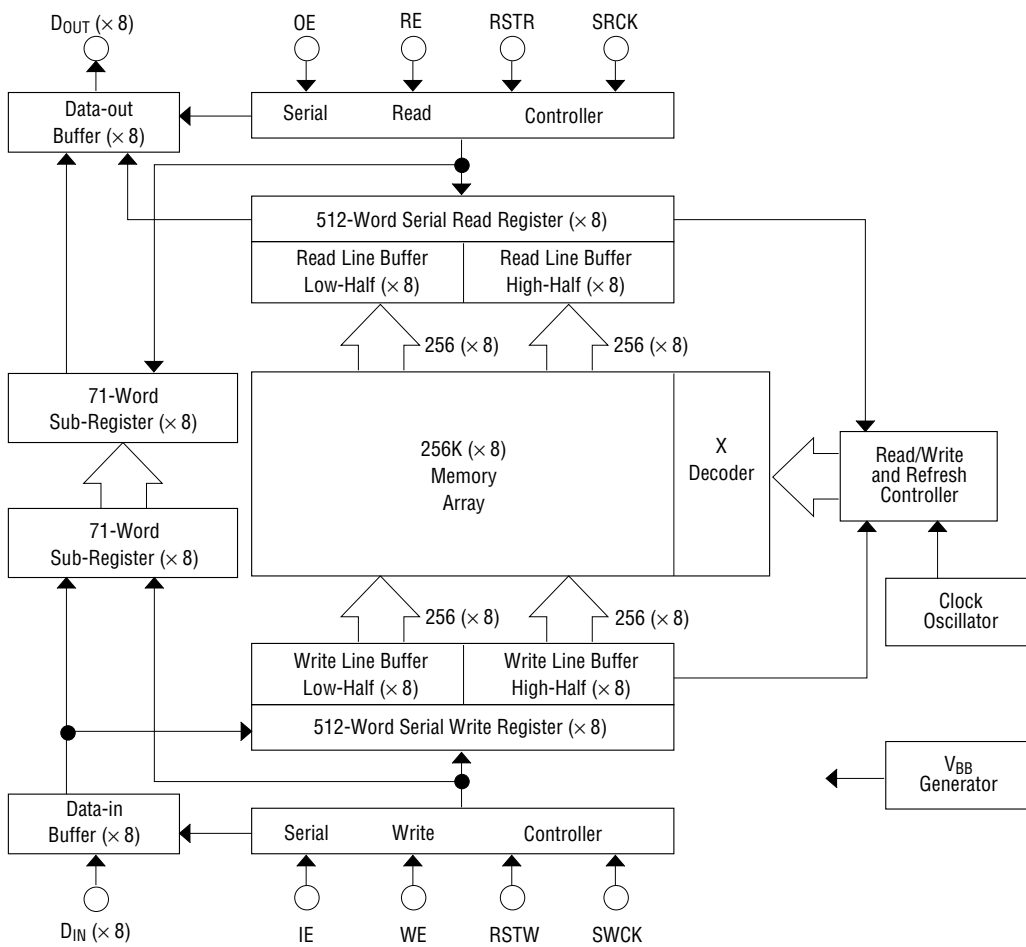 DOUT (× 8)
OE
RE
RSTR
SRCK
Data-out
Buffer (× 8)
Serial Read Controller
512-Word Serial Read Register (× 8)
Read Line Buffer
Low-Half (× 8)
Read Line Buffer
High-Half (× 8)
256 (× 8)
256 (× 8)
71-Word
Sub-Register (× 8)
256K (× 8)
Memory
Array
X
Decoder
Read/Write
and Refresh
Controller
71-Word
Sub-Register (× 8)
Clock
Oscillator
256 (× 8)
256 (× 8)
Write Line Buffer
Low-Half (× 8)
Write Line Buffer
High-Half (× 8)
512-Word Serial Write Register (× 8)
VBB
Generator
Data-in
Buffer (× 8)
Serial Write Controller
DIN (× 8)
IE
WE
RSTW
SWCK